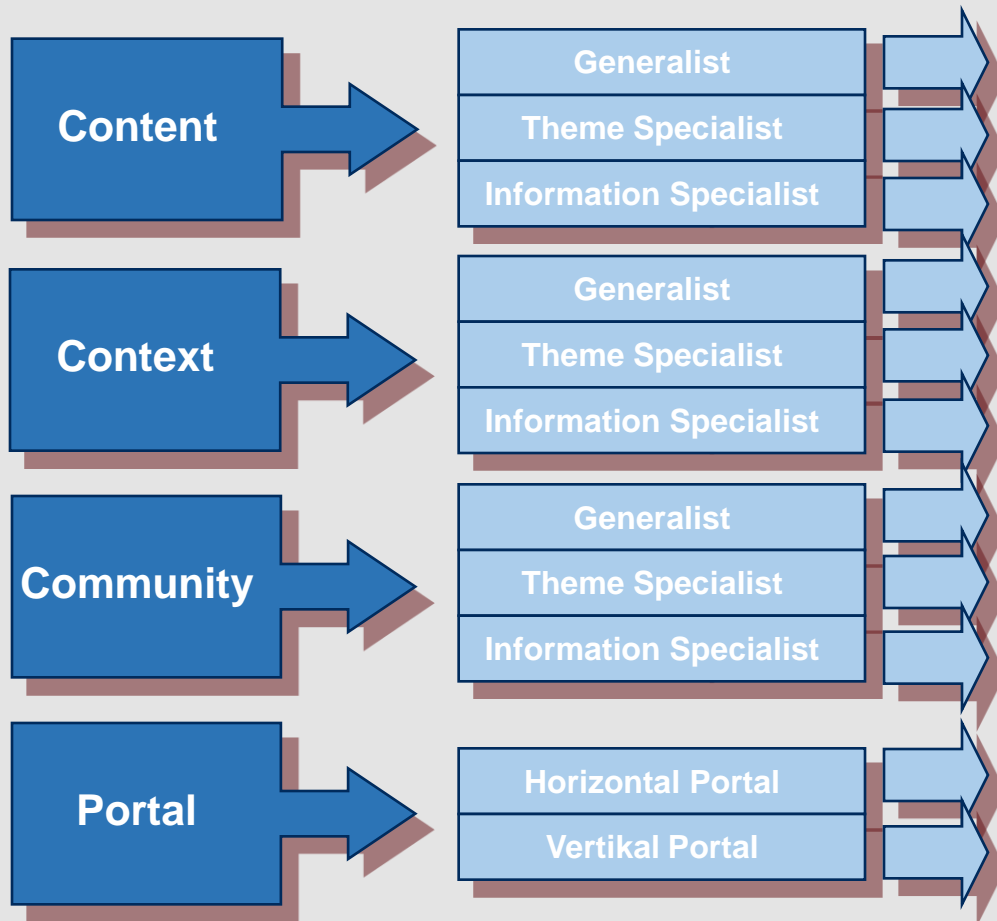 Content
Generalist
Theme Specialist
Information Specialist
Context
Generalist
Theme Specialist
Information Specialist
Community
Generalist
Theme Specialist
Information Specialist
Portal
Horizontal Portal
Vertikal Portal